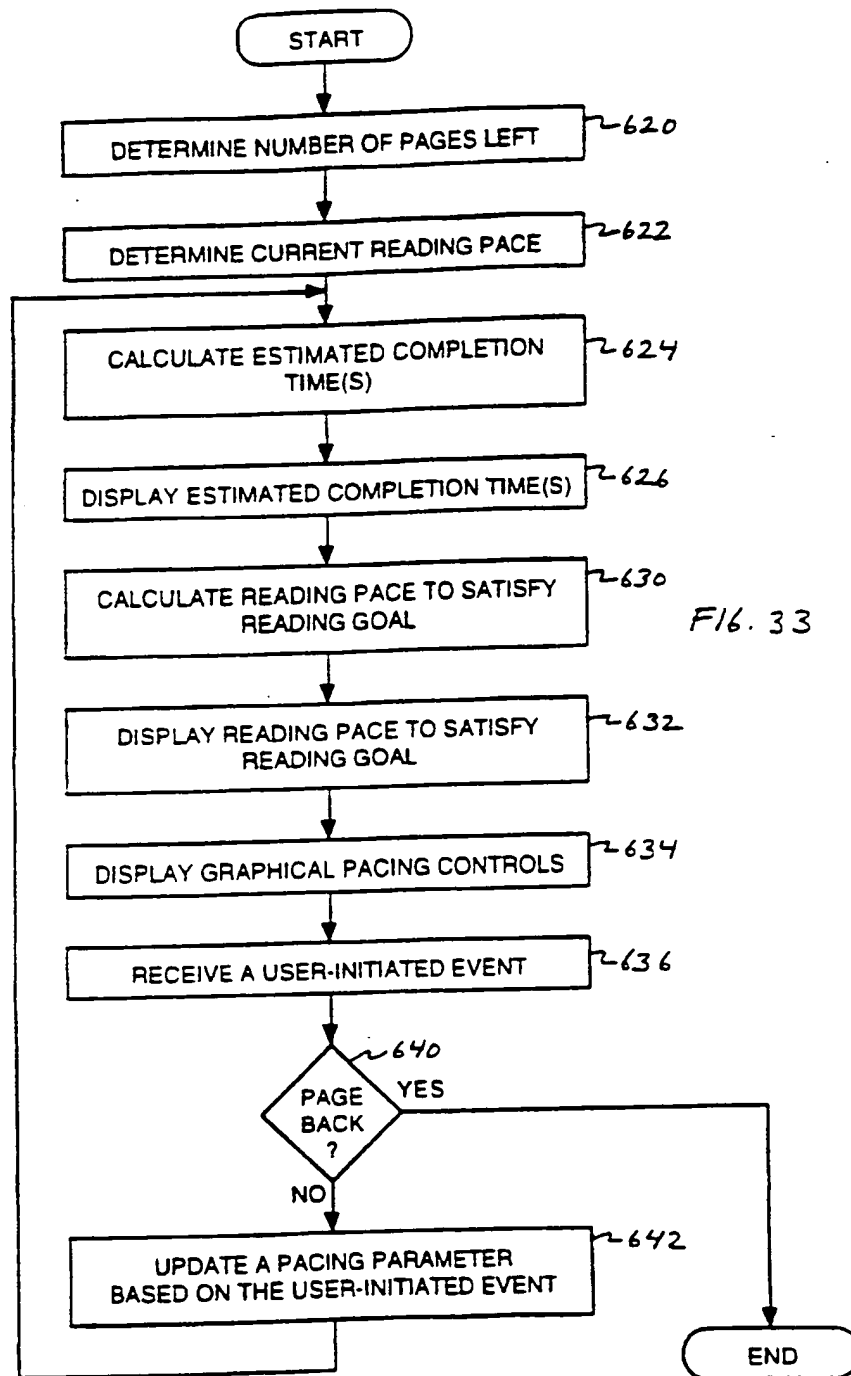 START
DETERMINE NUMBER OF PAGES LEFT
620
DETERMINE CURRENT READING PACE
622
CALCULATE ESTIMATED COMPLETION
TIME(S)
624
DISPLAY ESTIMATED COMPLETION TIME(S)
626
CALCULATE READING PACE TO SATISFY
READING GOAL
630
FIG. 33
DISPLAY READING PACE TO SATISFY
READING GOAL
632
DISPLAY GRAPHICAL PACING CONTROLS
634
RECEIVE A USER-INITIATED EVENT
636
640
PAGE
BACK
?
YES
NO
UPDATE A PACING PARAMETER
BASED ON THE USER-INITIATED EVENT
642
END